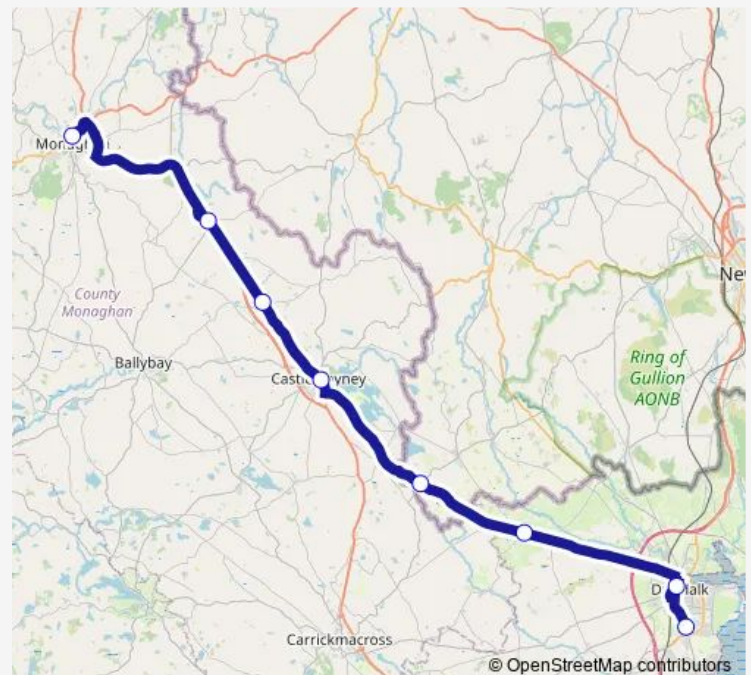 County
Monaghan
Ballybay
Ring of
Gullion
AONB
Carrickmacross
© OpenStreetMap contributors